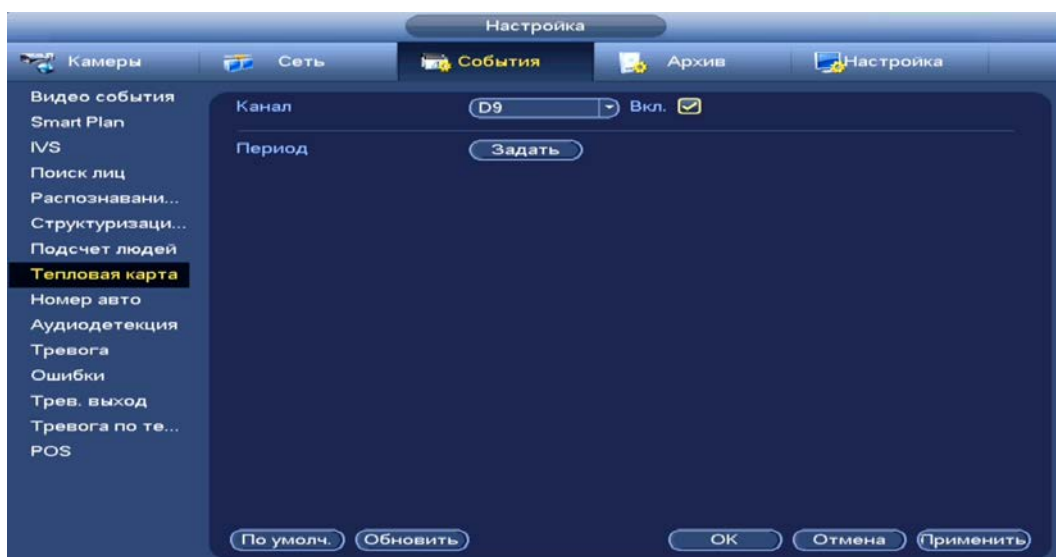 Настройка
Камеры Сеть События Архив Настройка
Видео события
Smart Plan
IVS
Поиск лиц
Распознавани...
Структуризаци...
Подсчет людей
Тепловая карта
Номер авто
Аудиодетекция
Тревога
Ошибки
Трев. выход
Тревога по те...
POS
Канал D9 Вкл.
Период Задать
По умолч. Обновить OK Отмена Применить